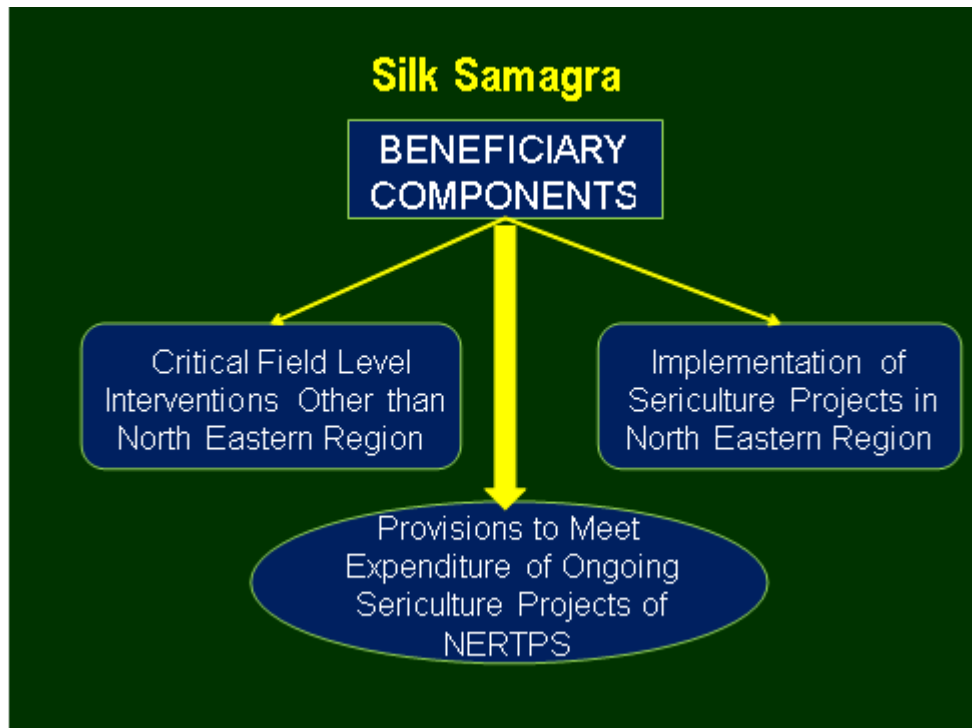 Silk Samagra
BENEFICIARY
COMPONENTS
Critical Field Level
Interventions Other than
North Eastern Region
Implementation of
Sericulture Projects in
North Eastern Region
Provisions to Meet
Expenditure of Ongoing
Sericulture Projects of
NERTPS